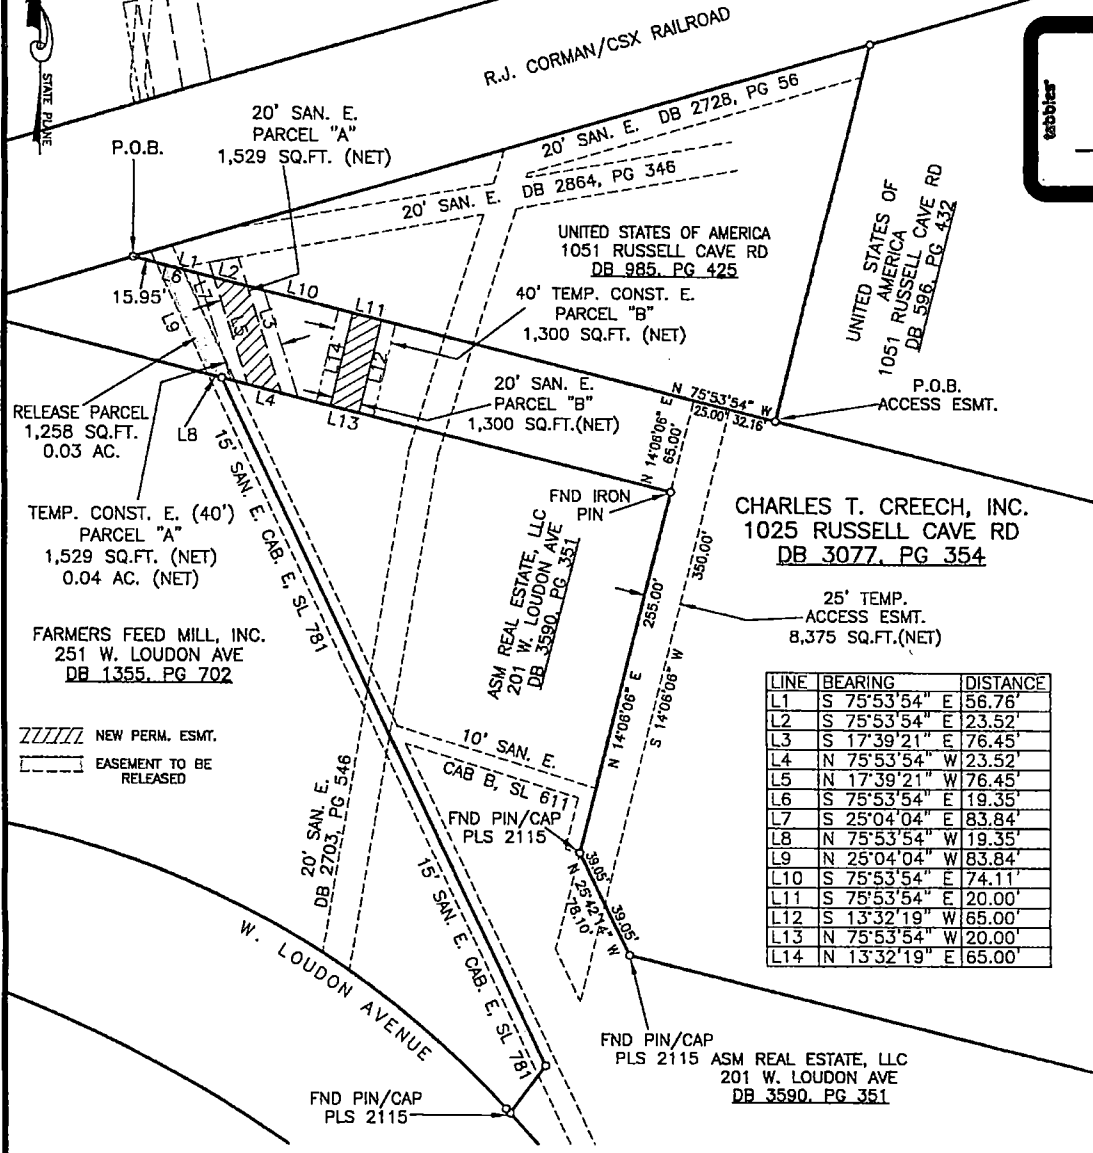 STATE PLANE
R.J. CORMAN/CSX RAILROAD
tabbies®
20' SAN. E.
PARCEL "A"
1,529 SQ.FT. (NET)
P.O.B.
20' SAN. E. DB 2728, PG 56
20' SAN. E. DB 2864, PG 346
UNITED STATES OF AMERICA
1051 RUSSELL CAVE RD
DB 985, PG 425
UNITED STATES OF
AMERICA
1051 RUSSELL CAVE RD
DB 596, PG 432
15.95'
L1
L2
L6
L7
L5
L3
L9
L10
L11
L14
L12
L4
L13
L8
40' TEMP. CONST. E.
PARCEL "B"
1,300 SQ.FT. (NET)
20' SAN. E.
PARCEL "B"
1,300 SQ.FT.(NET)
N 75°53'54" W
25.00' 32.16'
P.O.B.
ACCESS ESMT.
N 14°06'06" E
65.00'
RELEASE PARCEL
1,258 SQ.FT.
0.03 AC.
TEMP. CONST. E. (40')
PARCEL "A"
1,529 SQ.FT. (NET)
0.04 AC. (NET)
15' SAN. E. CAB. E, SL 781
FND IRON
PIN
CHARLES T. CREECH, INC.
1025 RUSSELL CAVE RD
DB 3077, PG 354
ASM REAL ESTATE, LLC
201 W. LOUDON AVE
DB 3590, PG 351
255.00'
350.00'
N 14°06'06" E
S 14°06'06" W
25' TEMP.
ACCESS ESMT.
8,375 SQ.FT.(NET)
FARMERS FEED MILL, INC.
251 W. LOUDON AVE
DB 1355, PG 702
NEW PERM. ESMT.
EASEMENT TO BE
RELEASED
10' SAN. E.
CAB B, SL 611
20' SAN. E.
DB 2703, PG 546
FND PIN/CAP
PLS 2115
39.05'
39.05'
N 25°42'14" W
78.10'
15' SAN. E. CAB. E, SL 781
W. LOUDON AVENUE
LINE BEARING DISTANCE
L1 S 75°53'54" E 56.76'
L2 S 75°53'54" E 23.52'
L3 S 17°39'21" E 76.45'
L4 N 75°53'54" W 23.52'
L5 N 17°39'21" W 76.45'
L6 S 75°53'54" E 19.35'
L7 S 25°04'04" E 83.84'
L8 N 75°53'54" W 19.35'
L9 N 25°04'04" W 83.84'
L10 S 75°53'54" E 74.11'
L11 S 75°53'54" E 20.00'
L12 S 13°32'19" W 65.00'
L13 N 75°53'54" W 20.00'
L14 N 13°32'19" E 65.00'
FND PIN/CAP
PLS 2115
ASM REAL ESTATE, LLC
201 W. LOUDON AVE
DB 3590, PG 351
FND PIN/CAP
PLS 2115